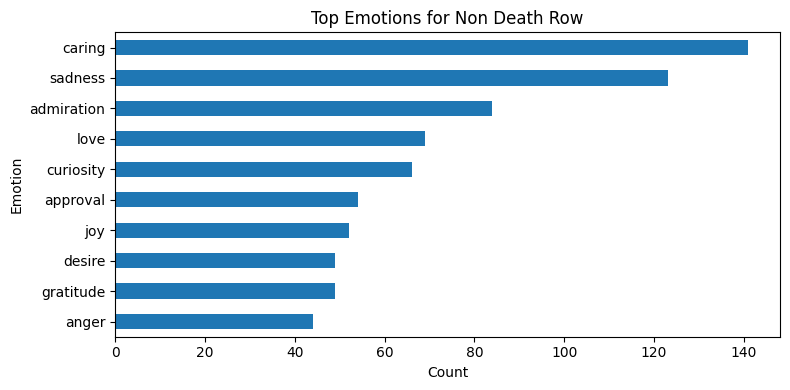 Top Emotions for Non Death Row
caring
sadness
admiration
love
curiosity
approval
joy
desire
gratitude
anger
Emotion
0 20 40 60 80 100 120 140
Count